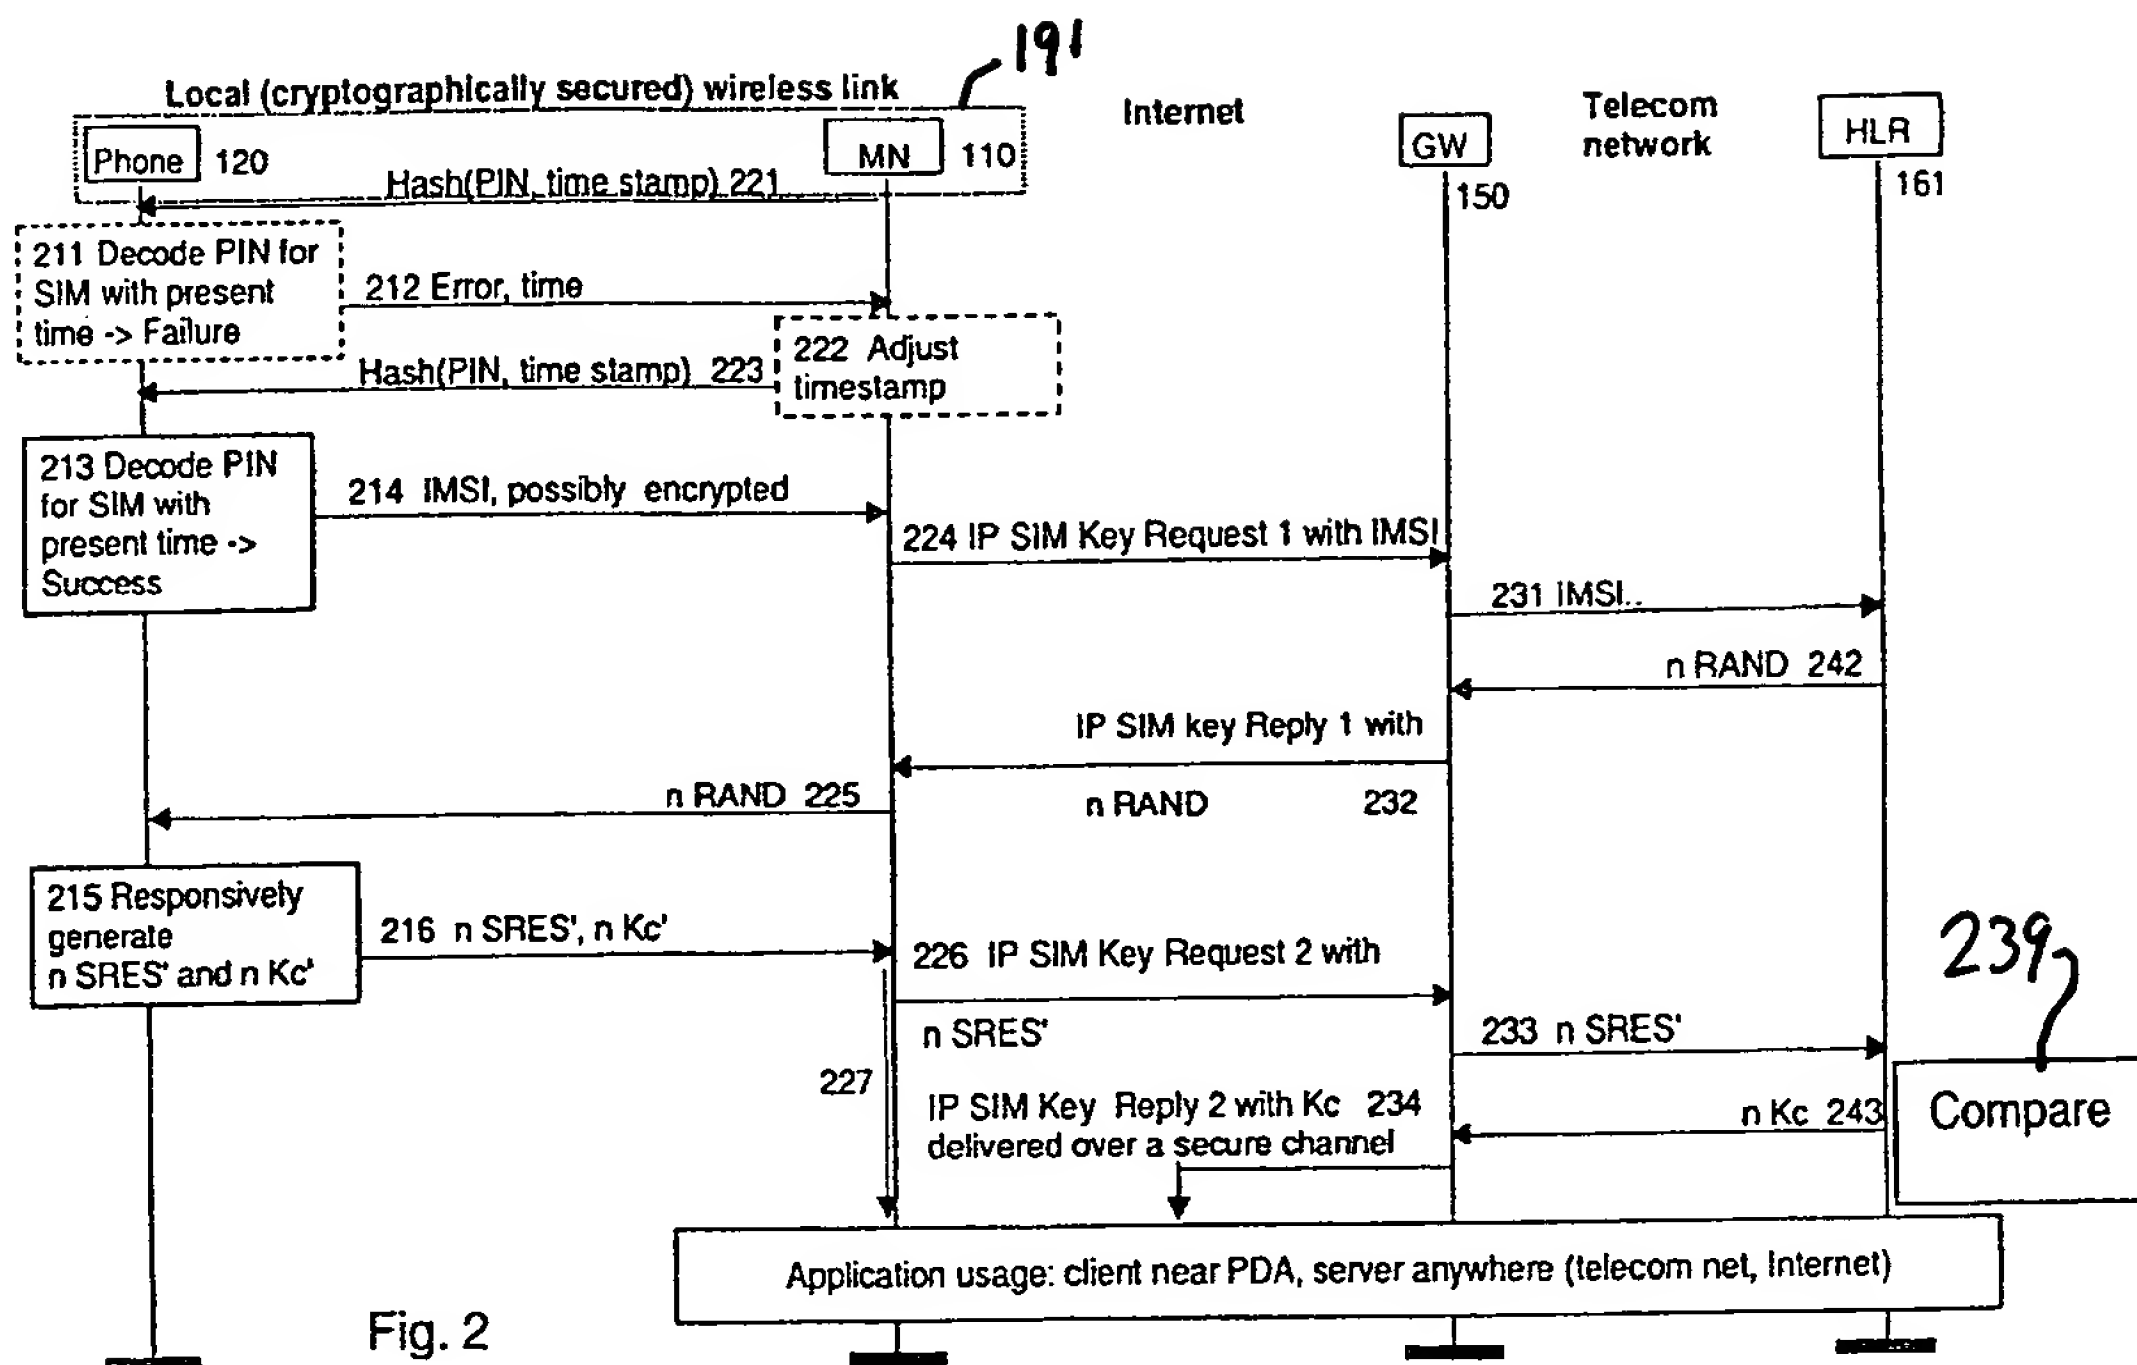 191
Local (cryptographically secured) wireless link
Internet
Telecom
network
Phone
120
MN
110
GW
150
HLR
161
Hash(PIN, time stamp) 221
211 Decode PIN for
SIM with present
time -> Failure
212 Error, time
222 Adjust
timestamp
Hash(PIN, time stamp) 223
213 Decode PIN
for SIM with
present time ->
Success
214 IMSI, possibly encrypted
224 IP SIM Key Request 1 with IMSI
231 IMSI..
n RAND 242
IP SIM key Reply 1 with
n RAND 232
n RAND 225
215 Responsively
generate
n SRES' and n Kc'
216 n SRES', n Kc'
226 IP SIM Key Request 2 with
n SRES'
239
233 n SRES'
227
IP SIM Key Reply 2 with Kc 234
delivered over a secure channel
n Kc 243
Compare
Application usage: client near PDA, server anywhere (telecom net, Internet)
Fig. 2